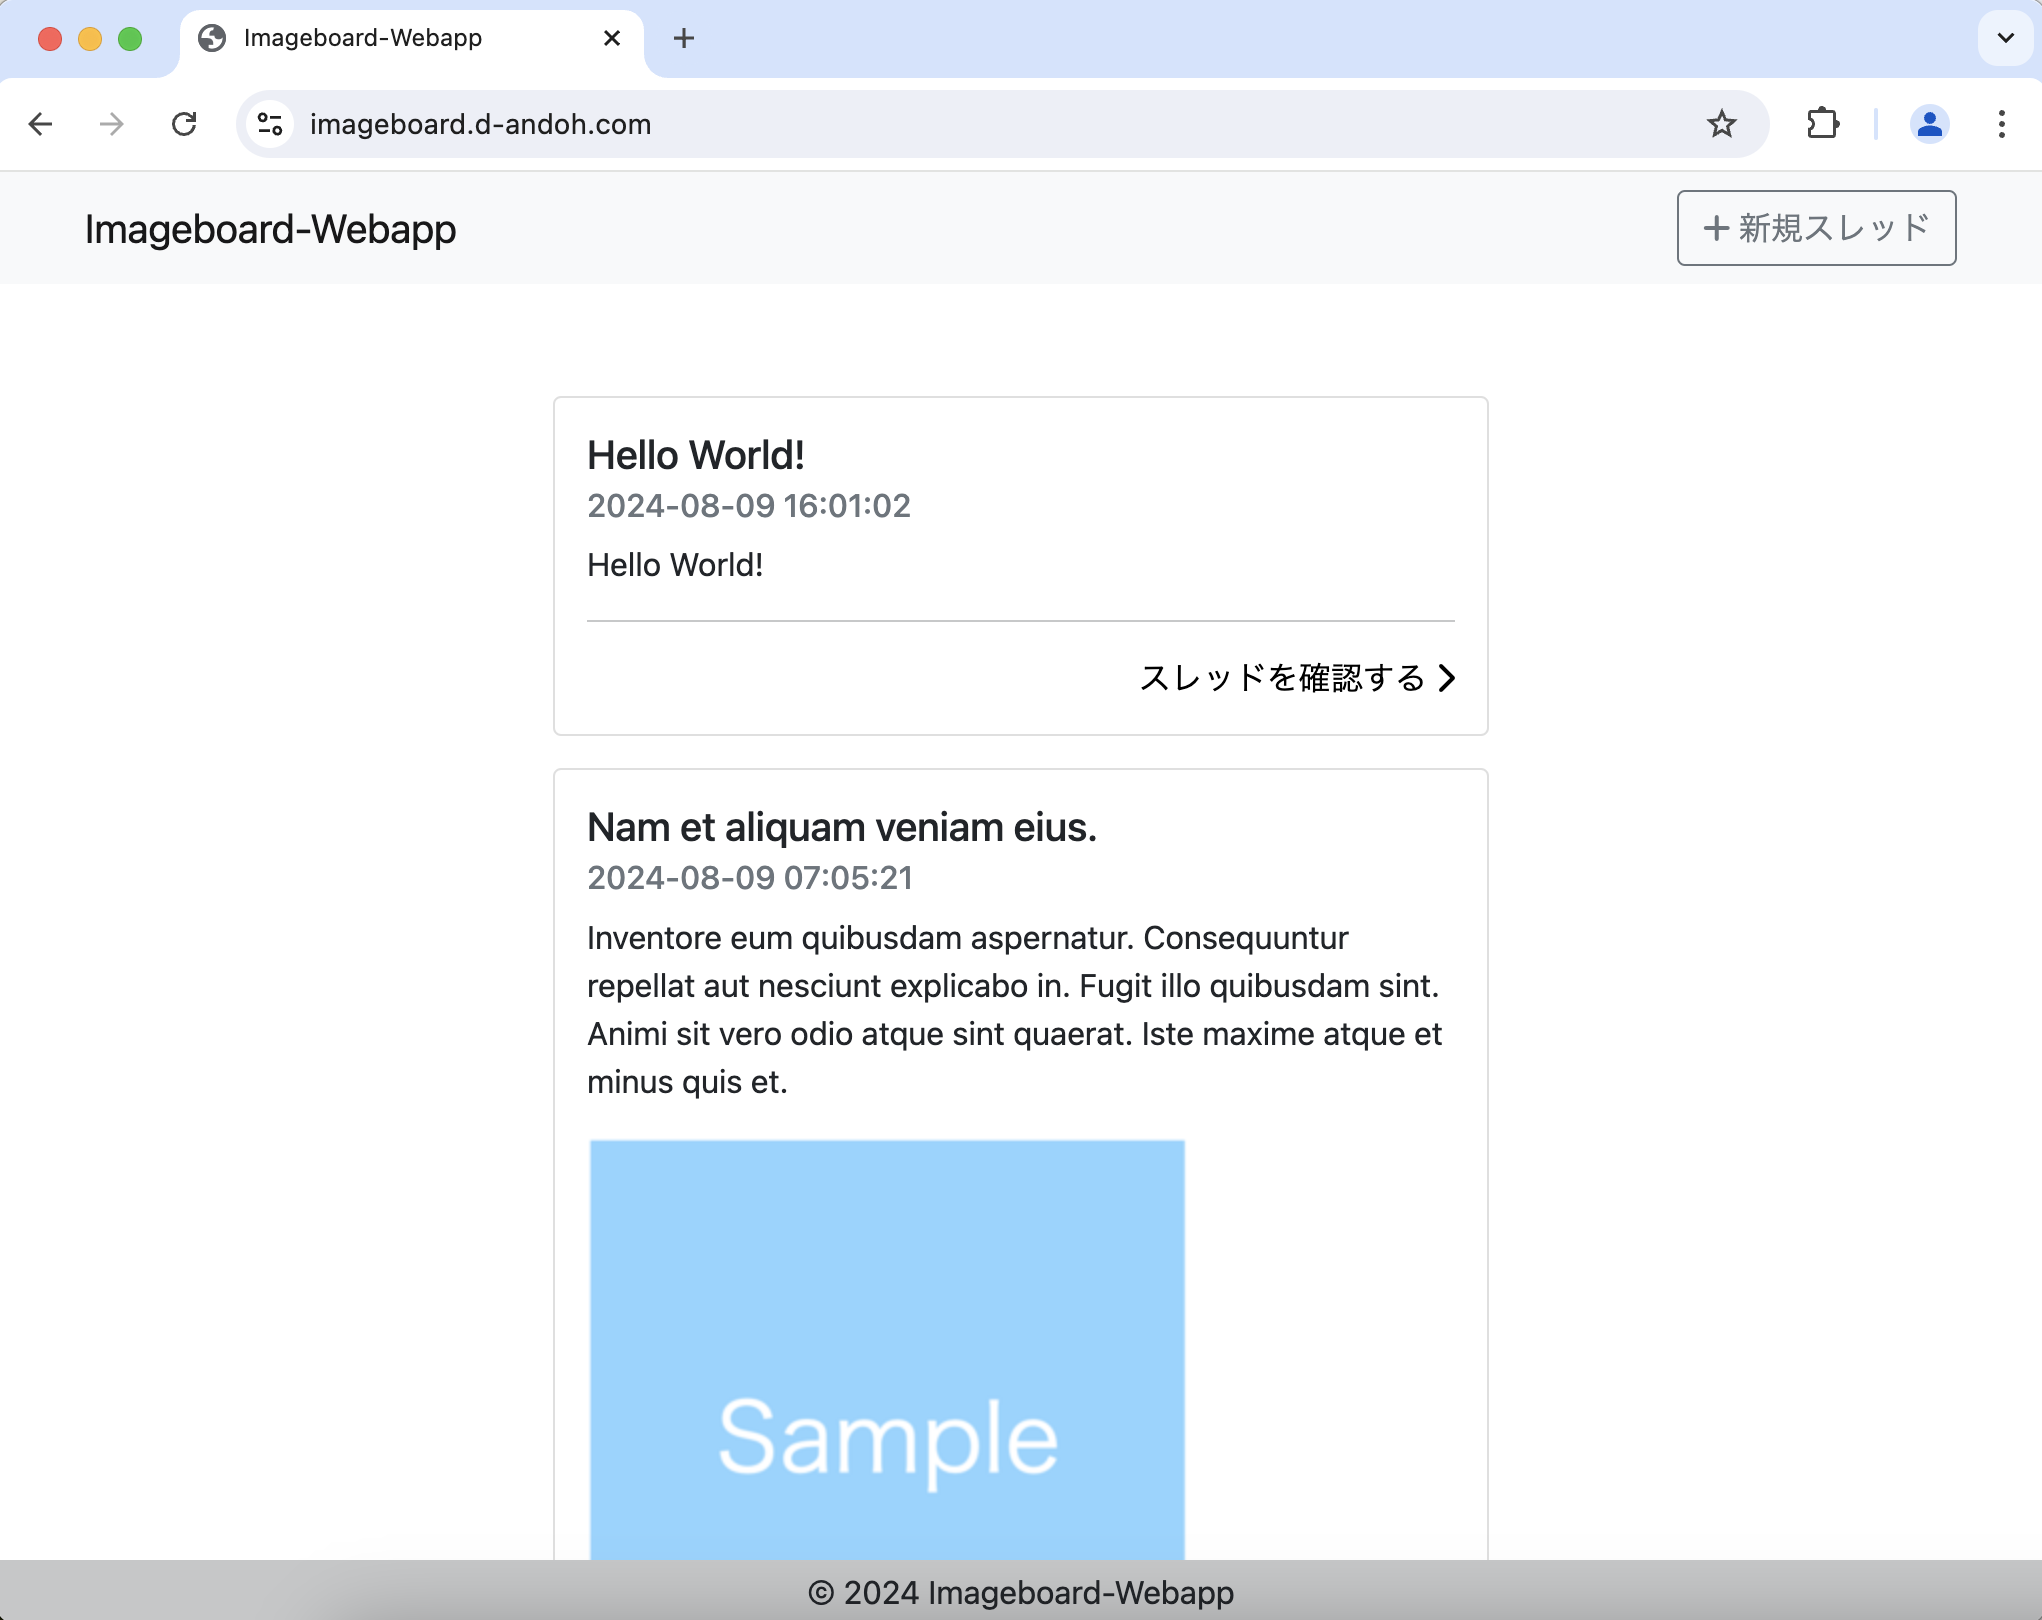 Imageboard-Webapp
imageboard.d-andoh.com
Imageboard-Webapp
新規スレッド
Hello World!
2024-08-09 16:01:02
Hello World!
スレッドを確認する
Nam et aliquam veniam eius.
2024-08-09 07:05:21
Inventore eum quibusdam aspernatur. Consequuntur
repellat aut nesciunt explicabo in. Fugit illo quibusdam sint.
Animi sit vero odio atque sint quaerat. Iste maxime atque et
minus quis et.
Sample
© 2024 Imageboard-Webapp